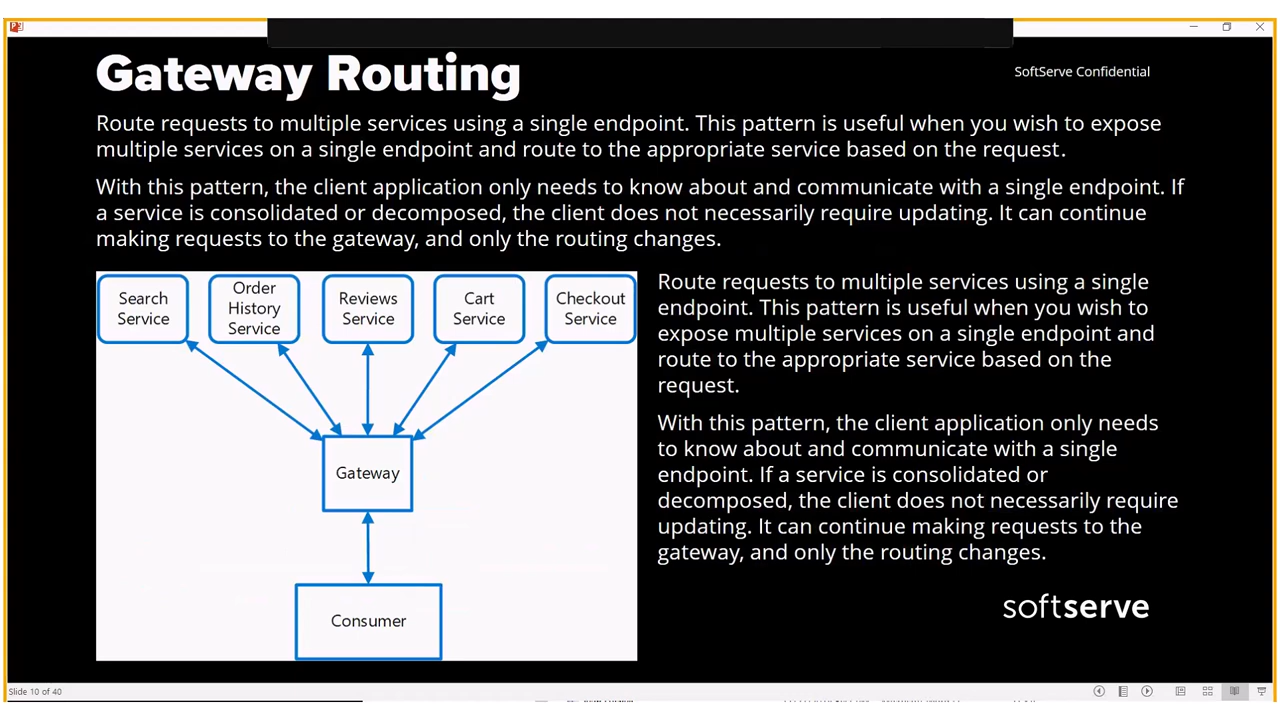 Gateway Routing
SoftServe Confidential
Route requests to multiple services using a single endpoint. This pattern is useful when you wish to expose
multiple services on a single endpoint and route to the appropriate service based on the request.
With this pattern, the client application only needs to know about and communicate with a single endpoint. If
a service is consolidated or decomposed, the client does not necessarily require updating. It can continue
making requests to the gateway, and only the routing changes.
Search
Service
Order
History
Service
Reviews
Service
Cart
Service
Checkout
Service
Gateway
Consumer
Route requests to multiple services using a single
endpoint. This pattern is useful when you wish to
expose multiple services on a single endpoint and
route to the appropriate service based on the
request.
With this pattern, the client application only needs
to know about and communicate with a single
endpoint. If a service is consolidated or
decomposed, the client does not necessarily require
updating. It can continue making requests to the
gateway, and only the routing changes.
softserve
Slide 10 of 40